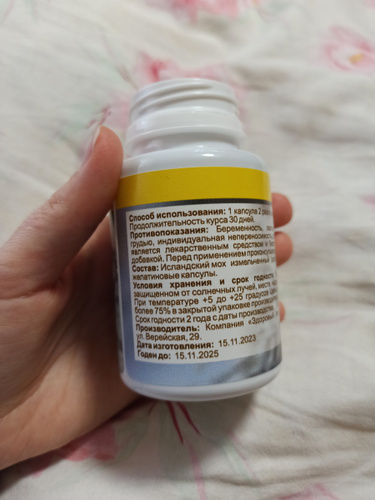 Способ использования: 1 капсула 2 раза
Продолжительность курса 30 дней.
Противопоказания: Беременность,
грудью, индивидуальная непереносимость
является лекарственным средством и
добавкой. Перед применением
Состав: Исландский мох измельченный
желатиновые капсулы.
Условия хранения и срок годности:
защищенном от солнечных лучей, месте,
При температуре +5 до +25 градусов
более 75% в закрытой упаковке
Срок годности 2 года с даты
Производитель: Компания
ул. Верейская, 29.
Дата изготовления: 15.11.2023
Годен до: 15.11.2025